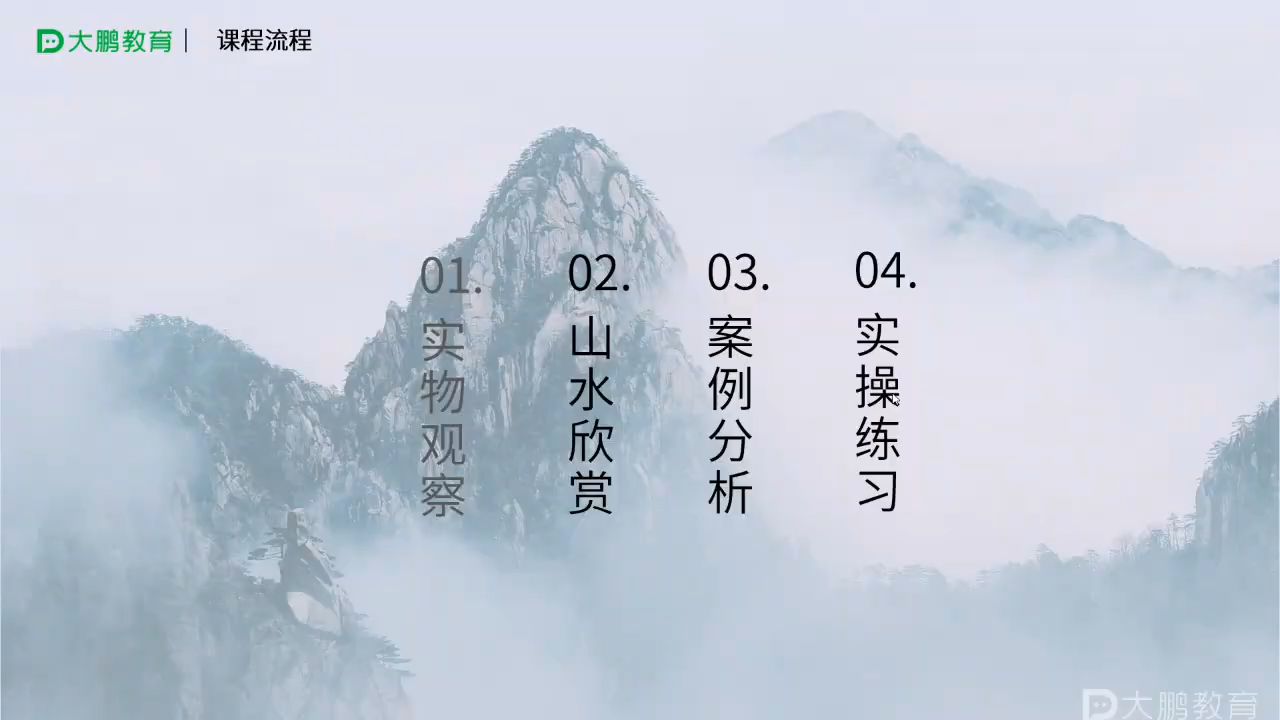 大鹏教育 | 课程流程
01.
实物观察
02.
山水欣赏
03.
案例分析
04.
实操练习
大鹏教育